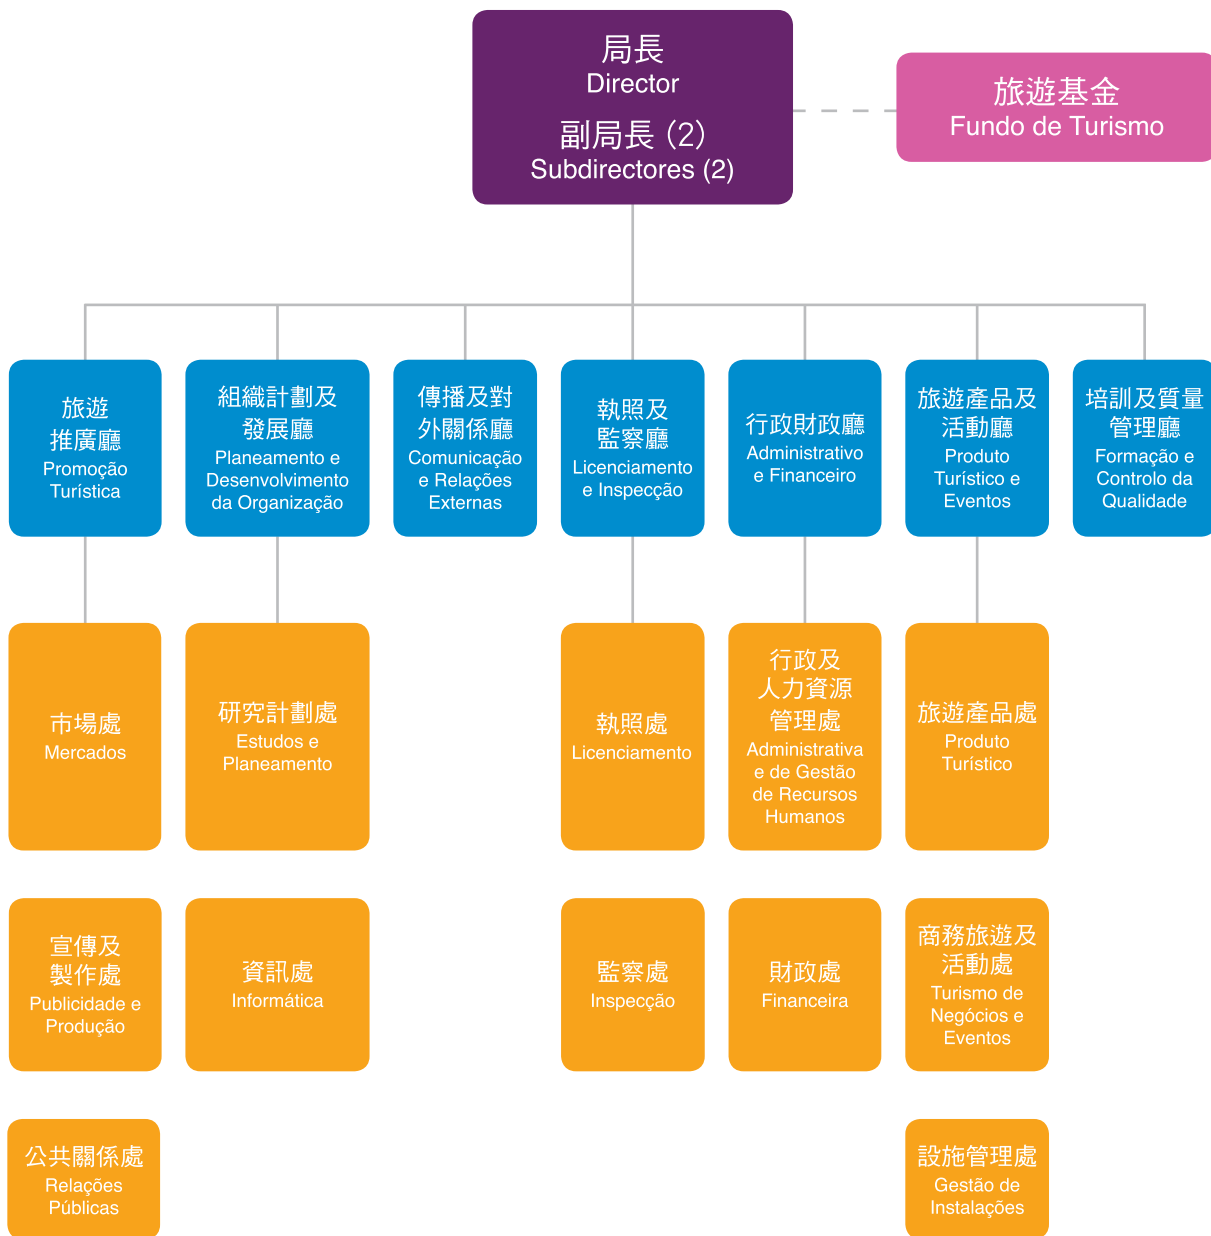 局長
Director
副局長 (2)
Subdirectores (2)
旅遊基金
Fundo de Turismo
旅遊
推廣廳
Promoção
Turística
組織計劃及
發展廳
Planeamento e
Desenvolvimento
da Organização
傳播及對
外關係廳
Comunicação
e Relações
Externas
執照及
監察廳
Licenciamento
e Inspecção
行政財政廳
Administrativo
e Financeiro
旅遊產品及
活動廳
Produto
Turístico e
Eventos
培訓及質量
管理廳
Formação e
Controlo da
Qualidade
市場處
Mercados
研究計劃處
Estudos e
Planeamento
執照處
Licenciamento
行政及
人力資源
管理處
Administrativa
e de Gestão
de Recursos
Humanos
旅遊產品處
Produto
Turístico
宣傳及
製作處
Publicidade e
Produção
資訊處
Informática
監察處
Inspecção
財政處
Financeira
商務旅遊及
活動處
Turismo de
Negócios e
Eventos
公共關係處
Relações
Públicas
設施管理處
Gestão de
Instalações